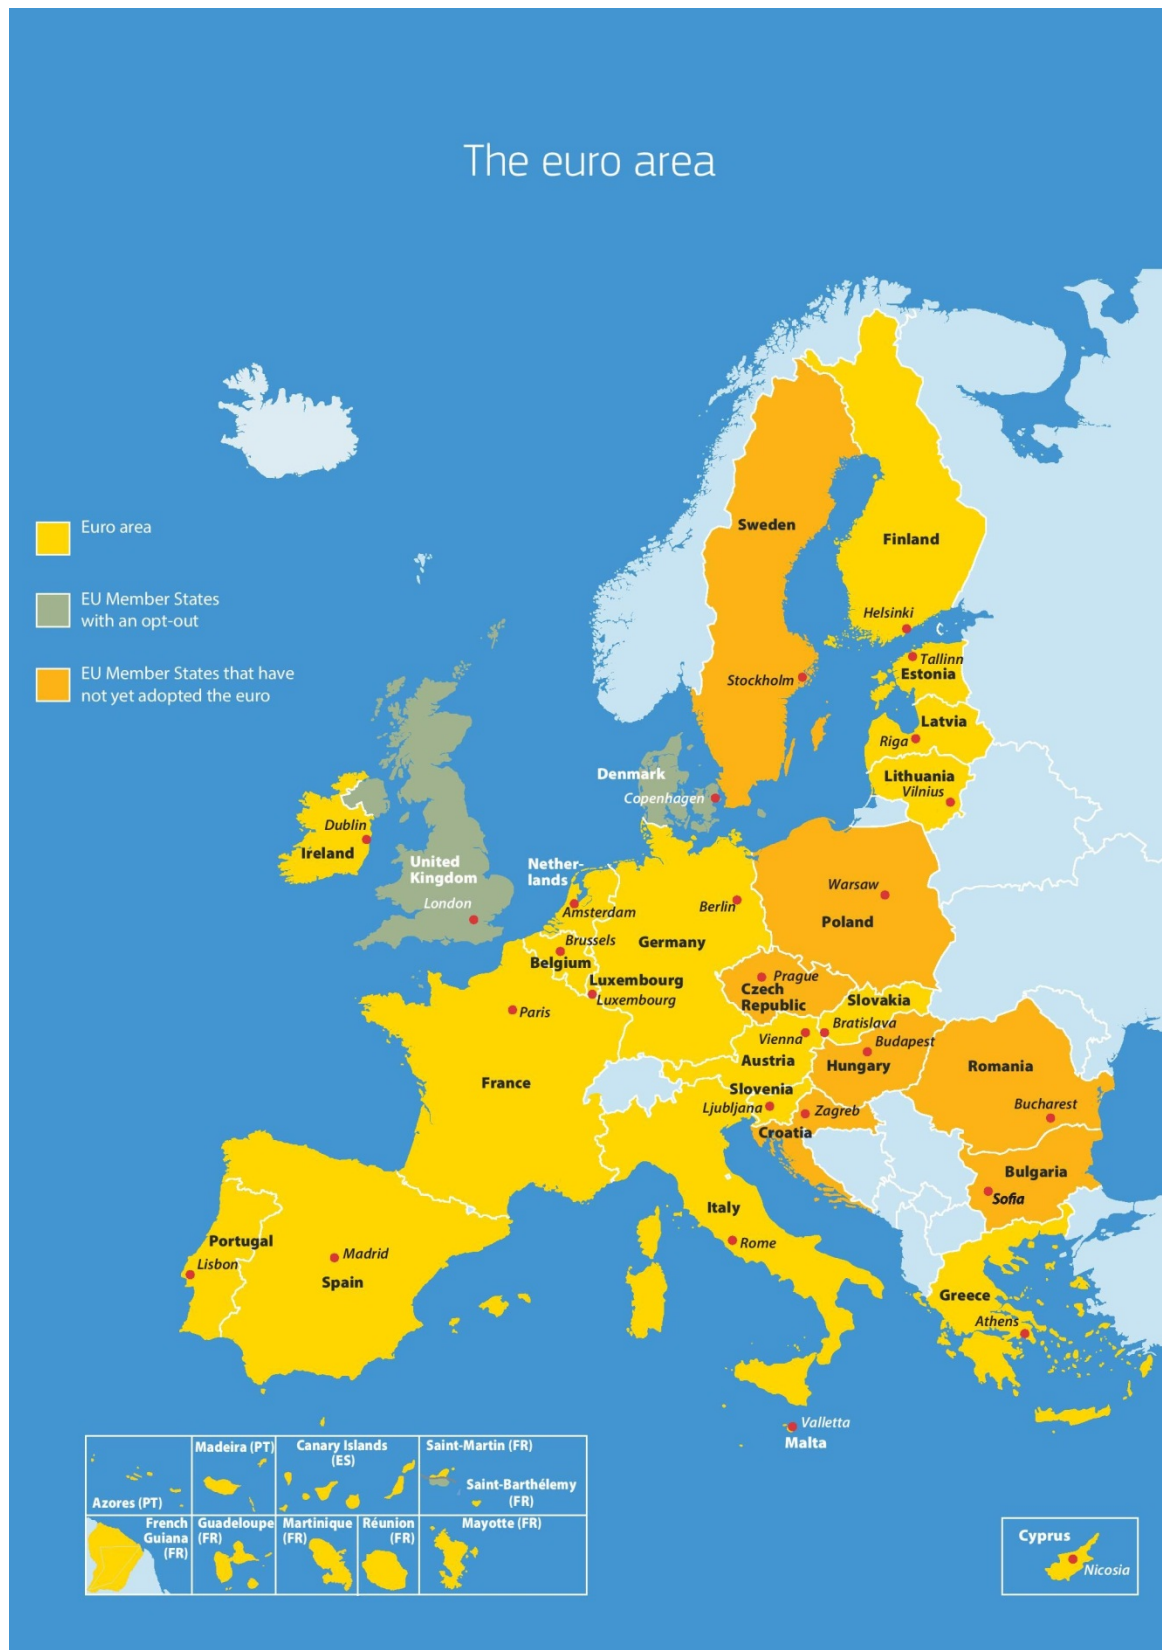 The euro area
Euro area
EU Member States
with an opt-out
EU Member States that have
not yet adopted the euro
Sweden
Finland
Helsinki
Tallinn
Estonia
Stockholm
Latvia
Riga
Lithuania
Vilnius
Denmark
Copenhagen
Dublin
Ireland
United
Kingdom
London
Nether-
lands
Amsterdam
Berlin
Warsaw
Poland
Brussels
Belgium
Germany
Luxembourg
Luxembourg
Prague
Czech
Republic
Slovakia
Bratislava
Paris
Vienna
Austria
Budapest
Hungary
Romania
Bucharest
France
Slovenia
Ljubljana
Zagreb
Croatia
Bulgaria
Sofia
Italy
Rome
Portugal
Lisbon
Madrid
Spain
Greece
Athens
Valletta
Malta
Azores (PT)
Madeira (PT)
Canary Islands
(ES)
Saint-Martin (FR)
Saint-Barthélemy
(FR)
French
Guiana
(FR)
Guadeloupe
(FR)
Martinique
(FR)
Réunion
(FR)
Mayotte (FR)
Cyprus
Nicosia